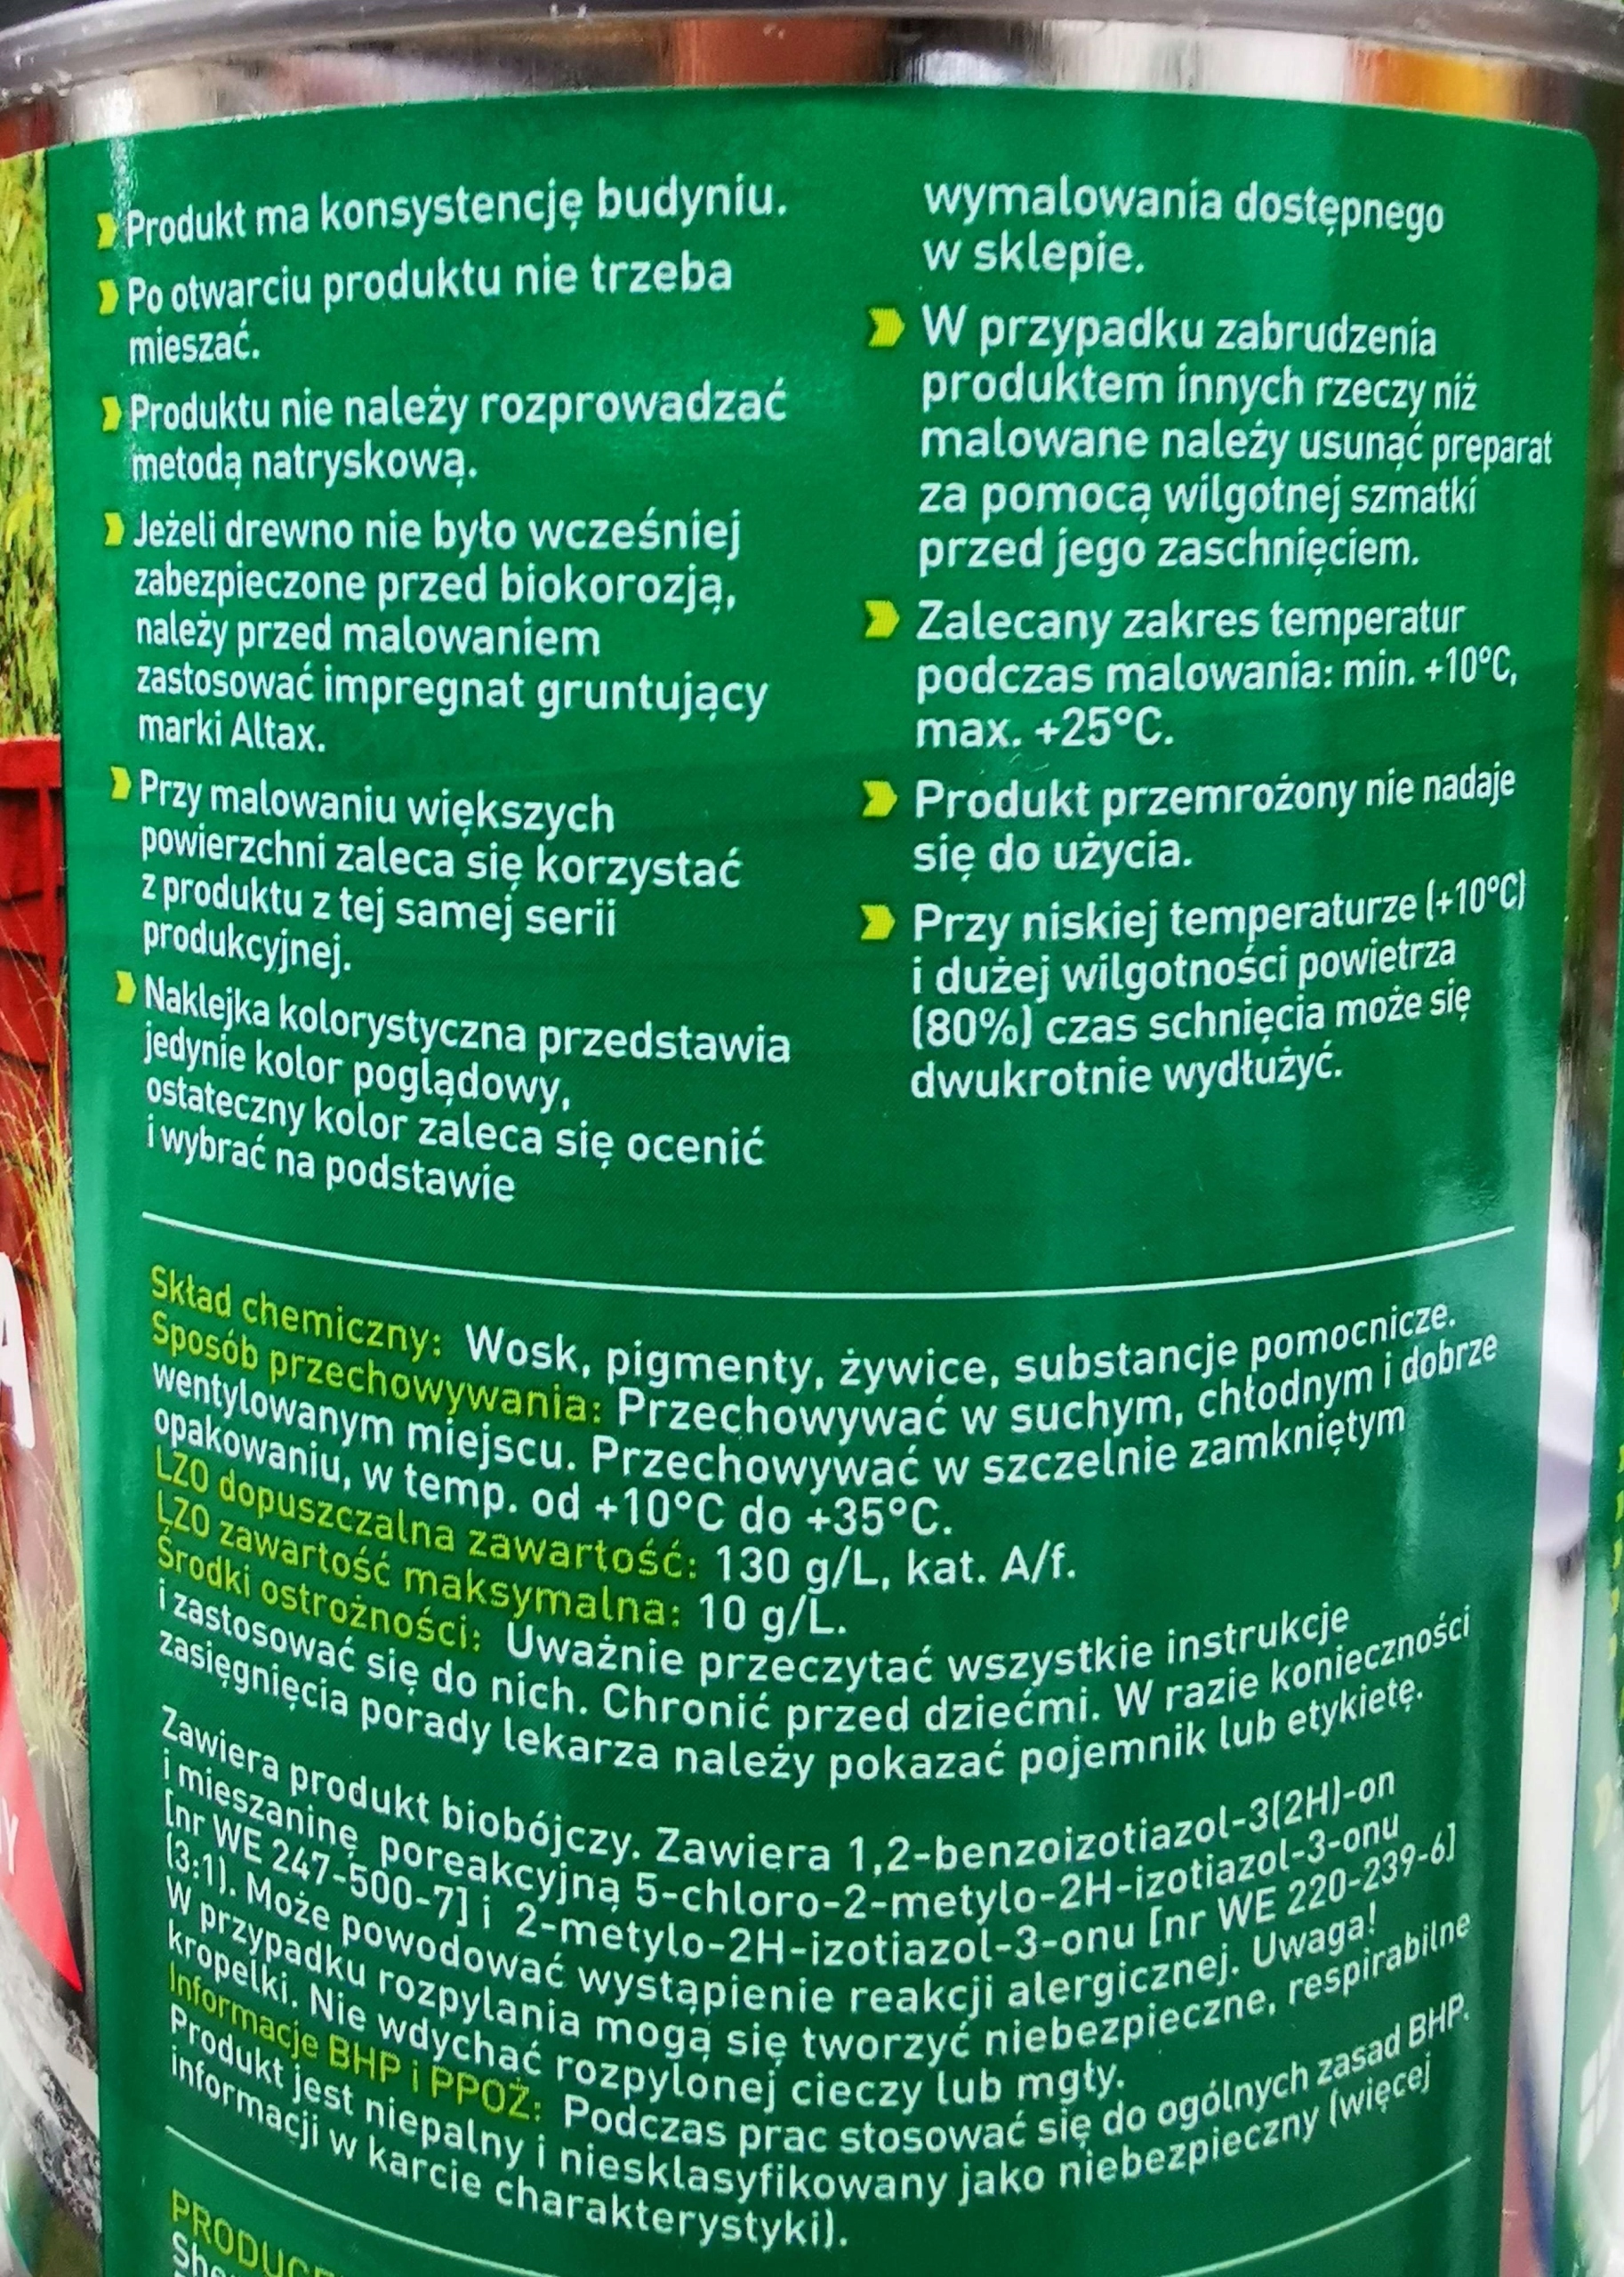 Produkt ma konsystencję budyniu.
Po otwarciu produktu nie trzeba
mieszać.
Produktu nie należy rozprowadzać
metodą natryskową.
Jeżeli drewno nie było wcześniej
zabezpieczone przed biokorozją,
należy przed malowaniem
zastosować impregnat gruntujący
marki Altax.
Przy malowaniu większych
powierzchni zaleca się korzystać
z produktu z tej samej serii
produkcyjnej.
Naklejka kolorystyczna przedstawia
jedynie kolor poglądowy,
ostateczny kolor zaleca się ocenić
i wybrać na podstawie
wymalowania dostępnego
w sklepie.
W przypadku zabrudzenia
produktem innych rzeczy niż
malowane należy usunąć preparat
za pomocą wilgotnej szmatki
przed jego zaschnięciem.
Zalecany zakres temperatur
podczas malowania: min. +10°C,
max. +25°C.
Produkt przemrożony nie nadaje
się do użycia.
Przy niskiej temperaturze (+10°C)
i dużej wilgotności powietrza
(80%) czas schnięcia może się
dwukrotnie wydłużyć.
Skład chemiczny: Wosk, pigmenty, żywice, substancje pomocnicze.
Sposób przechowywania: Przechowywać w suchym, chłodnym i dobrze
wentylowanym miejscu. Przechowywać w szczelnie zamkniętym
opakowaniu, w temp. od +10°C do +35°C.
LZO dopuszczalna zawartość: 130 g/L, kat. A/f.
LZO zawartość maksymalna: 10 g/L.
Środki ostrożności: Uważnie przeczytać wszystkie instrukcje
i zastosować się do nich. Chronić przed dziećmi. W razie konieczności
zasięgnięcia porady lekarza należy pokazać pojemnik lub etykietę.
Zawiera produkt biobójczy. Zawiera 1,2-benzoizotiazol-3(2H)-on
i mieszaninę poreakcyjną 5-chloro-2-metylo-2H-izotiazol-3-onu
[nr WE 247-500-7] i 2-metylo-2H-izotiazol-3-onu [nr WE 220-239-6]
(3:1). Może powodować wystąpienie reakcji alergicznej. Uwaga!
W przypadku rozpylania mogą się tworzyć niebezpieczne, respirabilne
kropelki. Nie wdychać rozpylonej cieczy lub mgły.
Informacje BHP i PPOŻ: Podczas prac stosować się do ogólnych zasad BHP.
Produkt jest niepalny i niesklasyfikowany jako niebezpieczny (więcej
informacji w karcie charakterystyki).